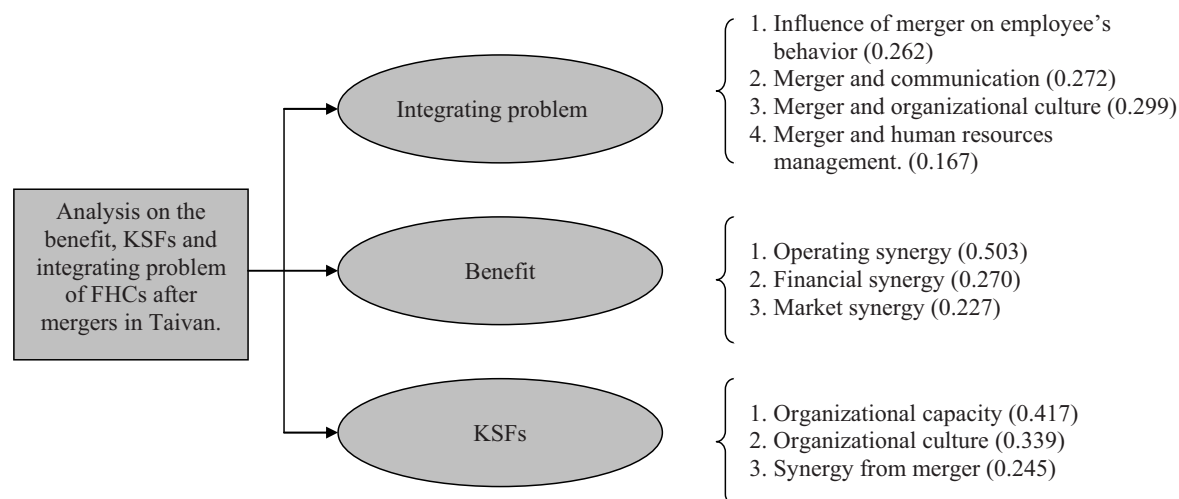 Analysis on the
benefit, KSFs and
integrating problem
of FHCs after
mergers in Taivan.
Integrating problem
1. Influence of merger on employee’s
behavior (0.262)
2. Merger and communication (0.272)
3. Merger and organizational culture (0.299)
4. Merger and human resources
management. (0.167)
Benefit
1. Operating synergy (0.503)
2. Financial synergy (0.270)
3. Market synergy (0.227)
KSFs
1. Organizational capacity (0.417)
2. Organizational culture (0.339)
3. Synergy from merger (0.245)